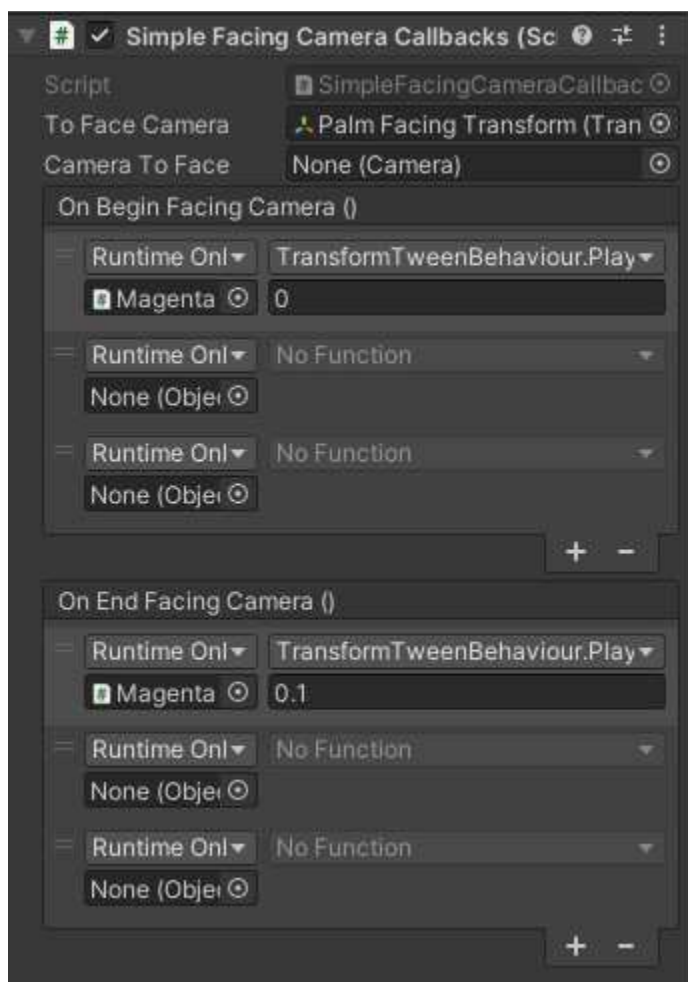 # Simple Facing Camera Callbacks (Sc
Script # SimpleFacingCameraCallbac
To Face Camera Palm Facing Transform (Tran
Camera To Face None (Camera)
On Begin Facing Camera ()
Runtime Onl TransformTweenBehaviour.Play
# Magenta 0
Runtime Onl No Function
None (Obje
Runtime Onl No Function
None (Obje
+ -
On End Facing Camera ()
Runtime Onl TransformTweenBehaviour.Play
# Magenta 0.1
Runtime Onl No Function
None (Obje
Runtime Onl No Function
None (Obje
+ -